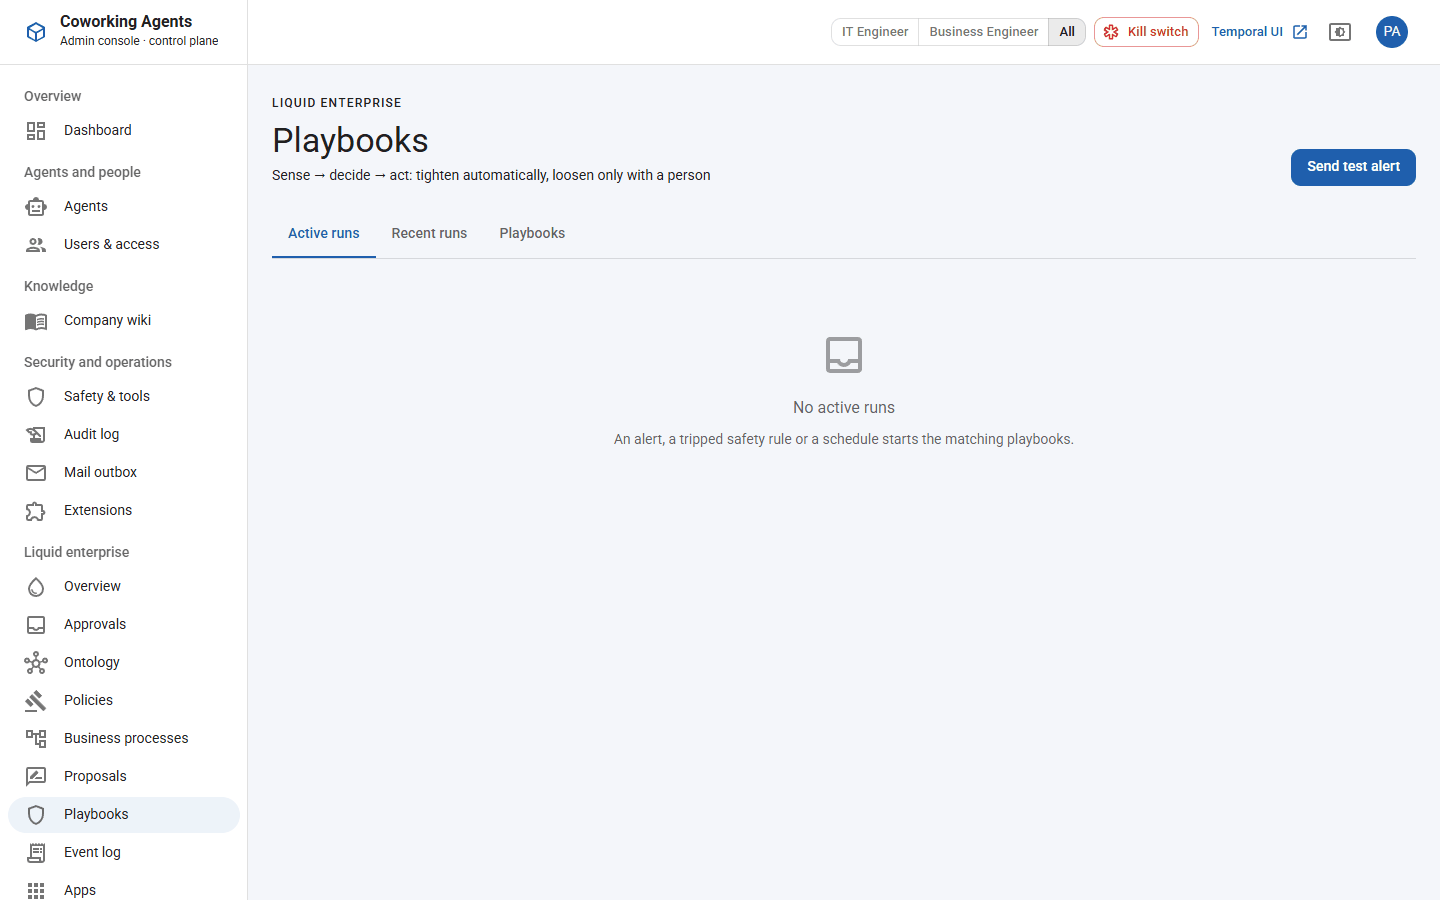 Coworking Agents
Admin console · control plane
IT Engineer
Business Engineer
All
Kill switch
Temporal UI
PA
Overview
Dashboard
Agents and people
Agents
Users & access
Knowledge
Company wiki
Security and operations
Safety & tools
Audit log
Mail outbox
Extensions
Liquid enterprise
Overview
Approvals
Ontology
Policies
Business processes
Proposals
Playbooks
Event log
Apps
LIQUID ENTERPRISE
Playbooks
Sense → decide → act: tighten automatically, loosen only with a person
Send test alert
Active runs
Recent runs
Playbooks
No active runs
An alert, a tripped safety rule or a schedule starts the matching playbooks.